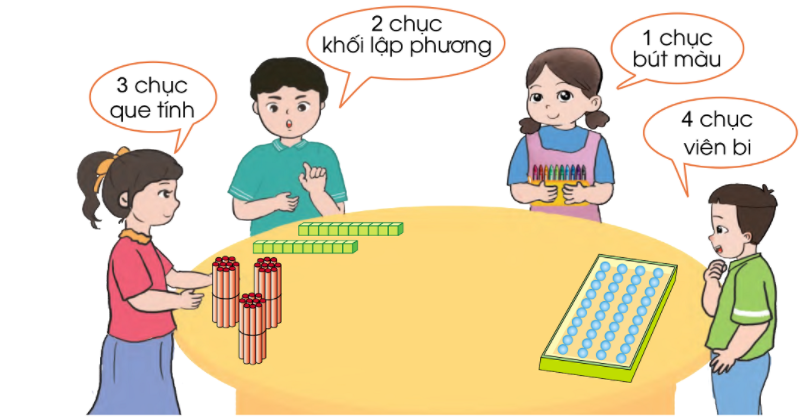 3 chục
que tính
2 chục
khối lập phương
1 chục
bút màu
4 chục
viên bi